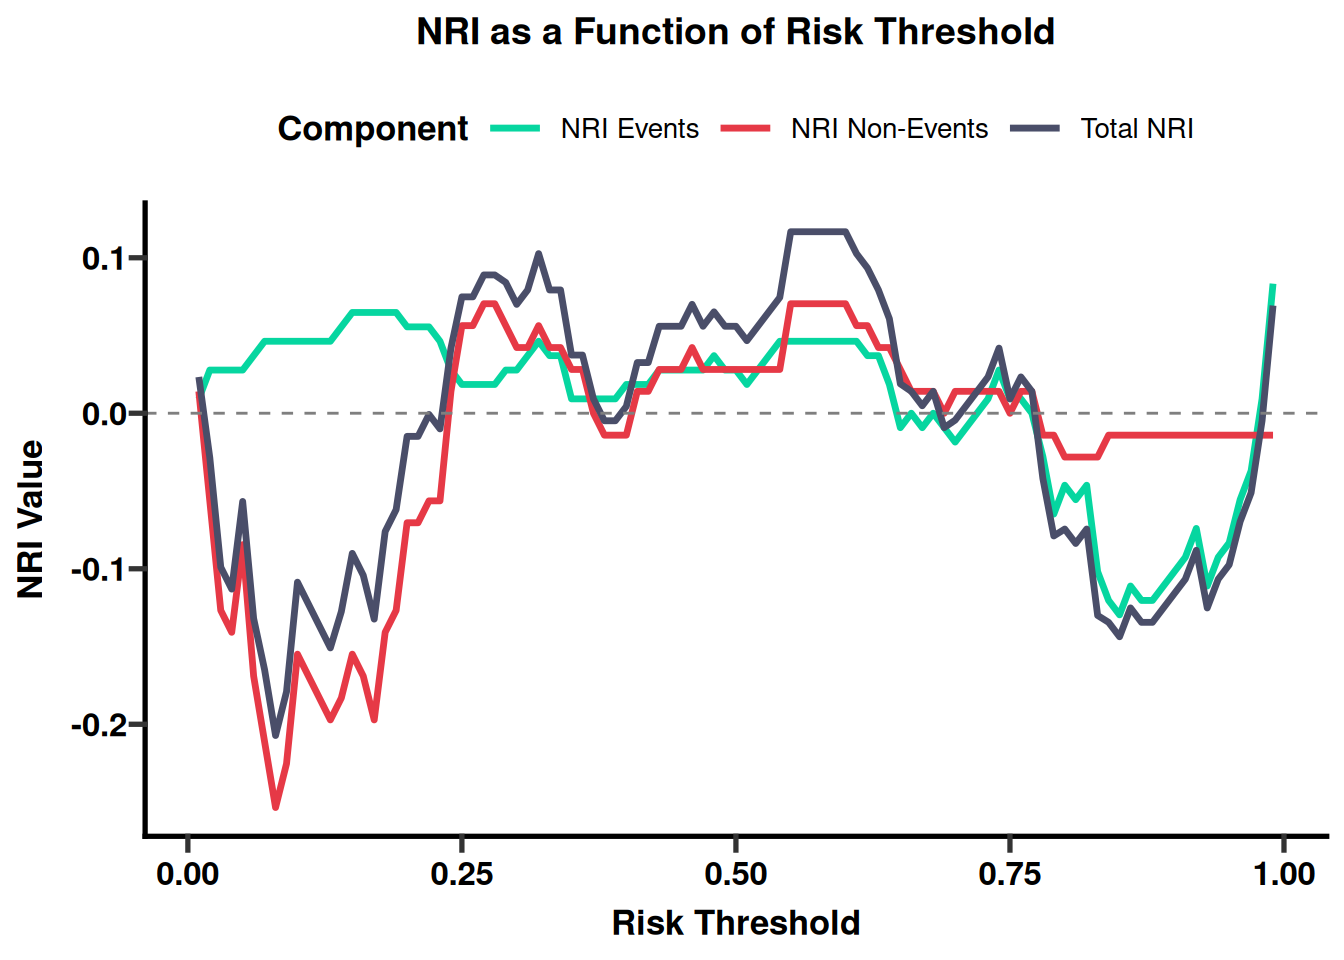 NRI as a Function of Risk Threshold
Component NRI Events NRI Non-Events Total NRI
NRI Value
0.1
0.0
-0.1
-0.2
0.00 0.25 0.50 0.75 1.00
Risk Threshold